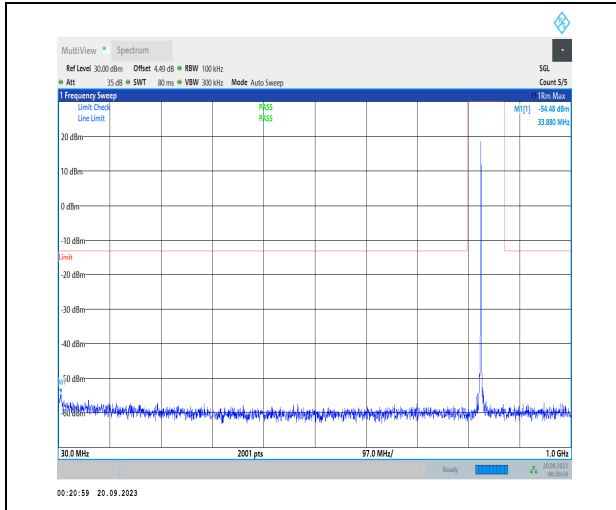 MultiView Spectrum
Ref Level 30.00 dBm Offset 4.49 dB RBW 100 kHz SGL
Att 35 dB SWT 80 ms VBW 300 kHz Mode Auto Sweep Count 5/5
1 Frequency Sweep 1Rm Max
Limit Check PASS M1[1] -54.48 dBm
Line Limit PASS 33.880 MHz
20 dBm
10 dBm
0 dBm
-10 dBm
Limit
-20 dBm
-30 dBm
-40 dBm
M1
-60 dBm
30.0 MHz 2001 pts 97.0 MHz/ 1.0 GHz
Ready 20.09.2023
00:20:59
00:20:59 20.09.2023